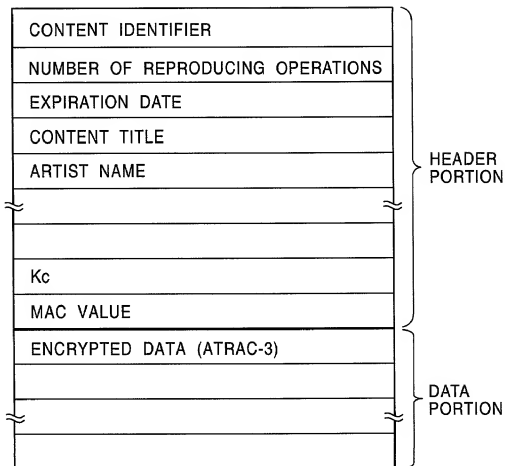 CONTENT IDENTIFIER
NUMBER OF REPRODUCING OPERATIONS
EXPIRATION DATE
CONTENT TITLE
ARTIST NAME
HEADER
PORTION
Kc
MAC VALUE
ENCRYPTED DATA (ATRAC-3)
DATA
PORTION